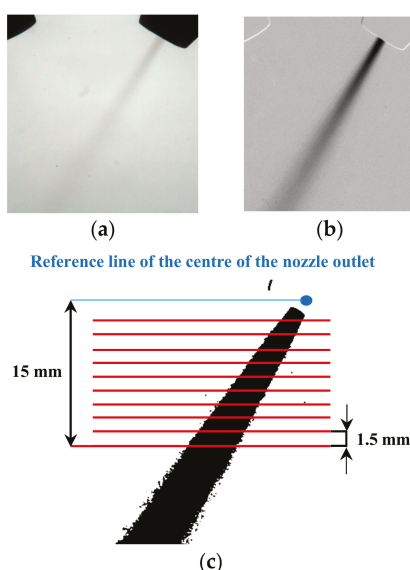 (a)
(b)
Reference line of the centre of the nozzle outlet
15 mm
1.5 mm
(c)